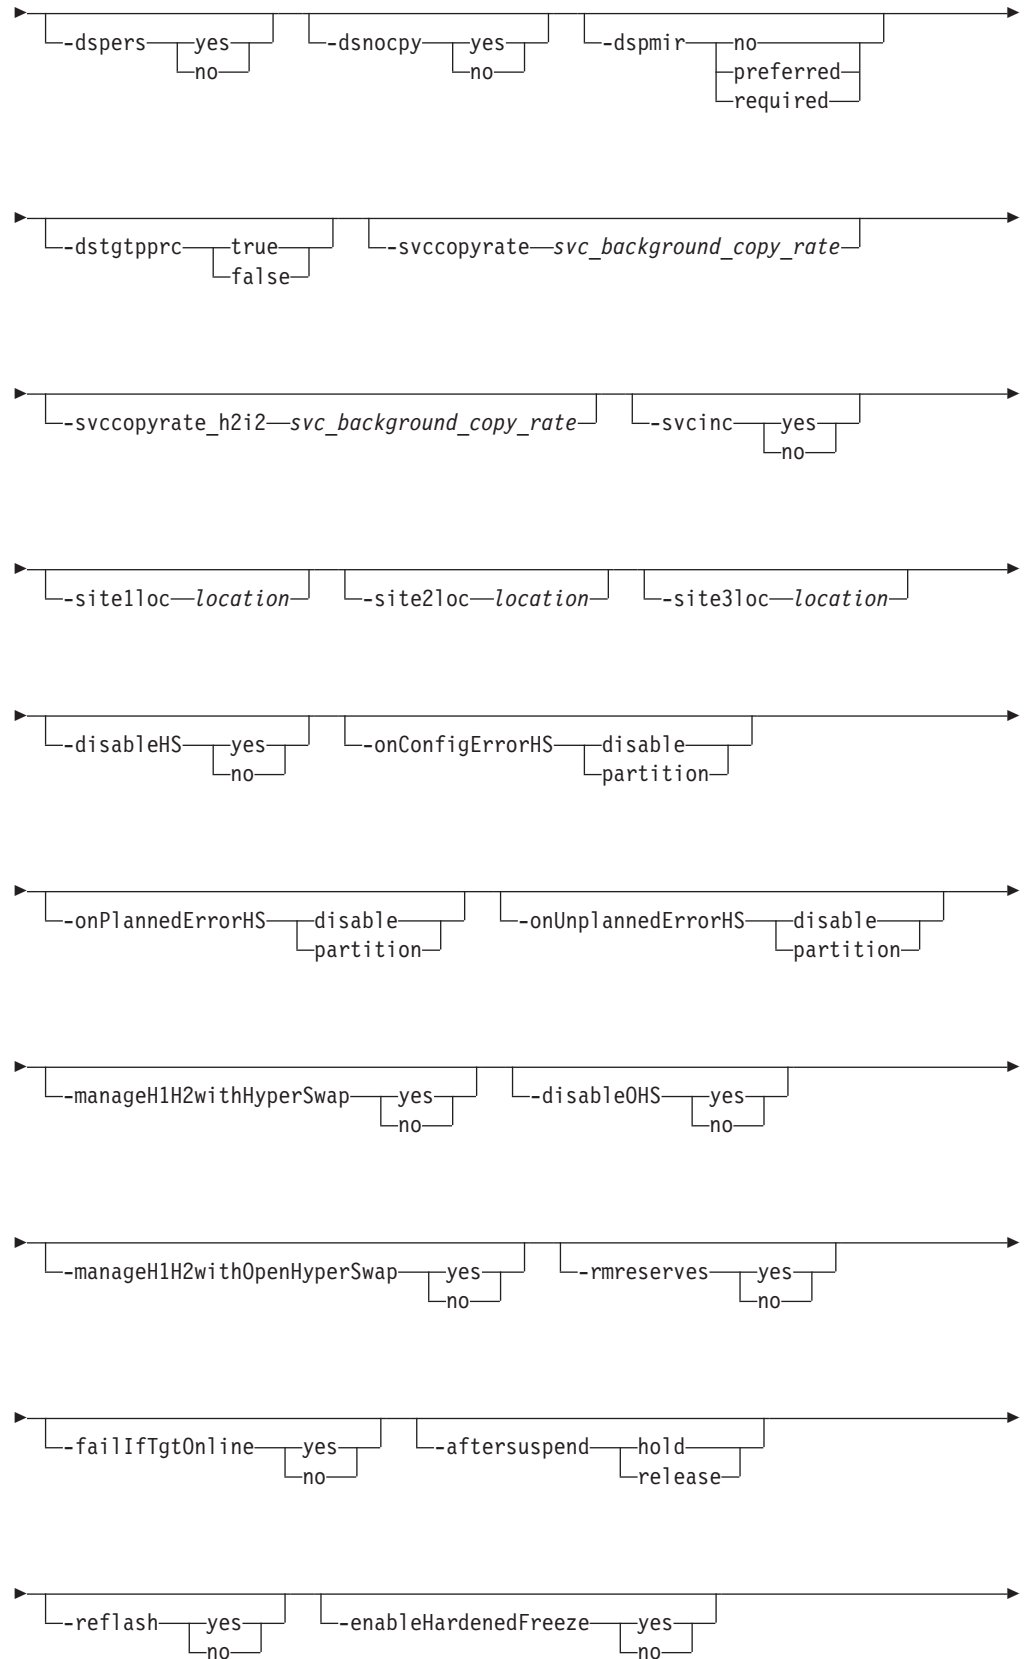 -dspers yes -dsnocpy yes -dspmir no
no no preferred
required
-dstgtpprc true -svccopyrate svc_background_copy_rate
false
-svccopyrate_h2i2 svc_background_copy_rate -svcinc yes
no
-site1loc location -site2loc location -site3loc location
-disableHS yes -onConfigErrorHS disable
no partition
-onPlannedErrorHS disable -onUnplannedErrorHS disable
partition partition
-manageH1H2withHyperSwap yes -disableOHS yes
no no
-manageH1H2withOpenHyperSwap yes -rmreserves yes
no no
-failIfTgtOnline yes -aftersuspend hold
no release
-reflash yes -enableHardenedFreeze yes
no no